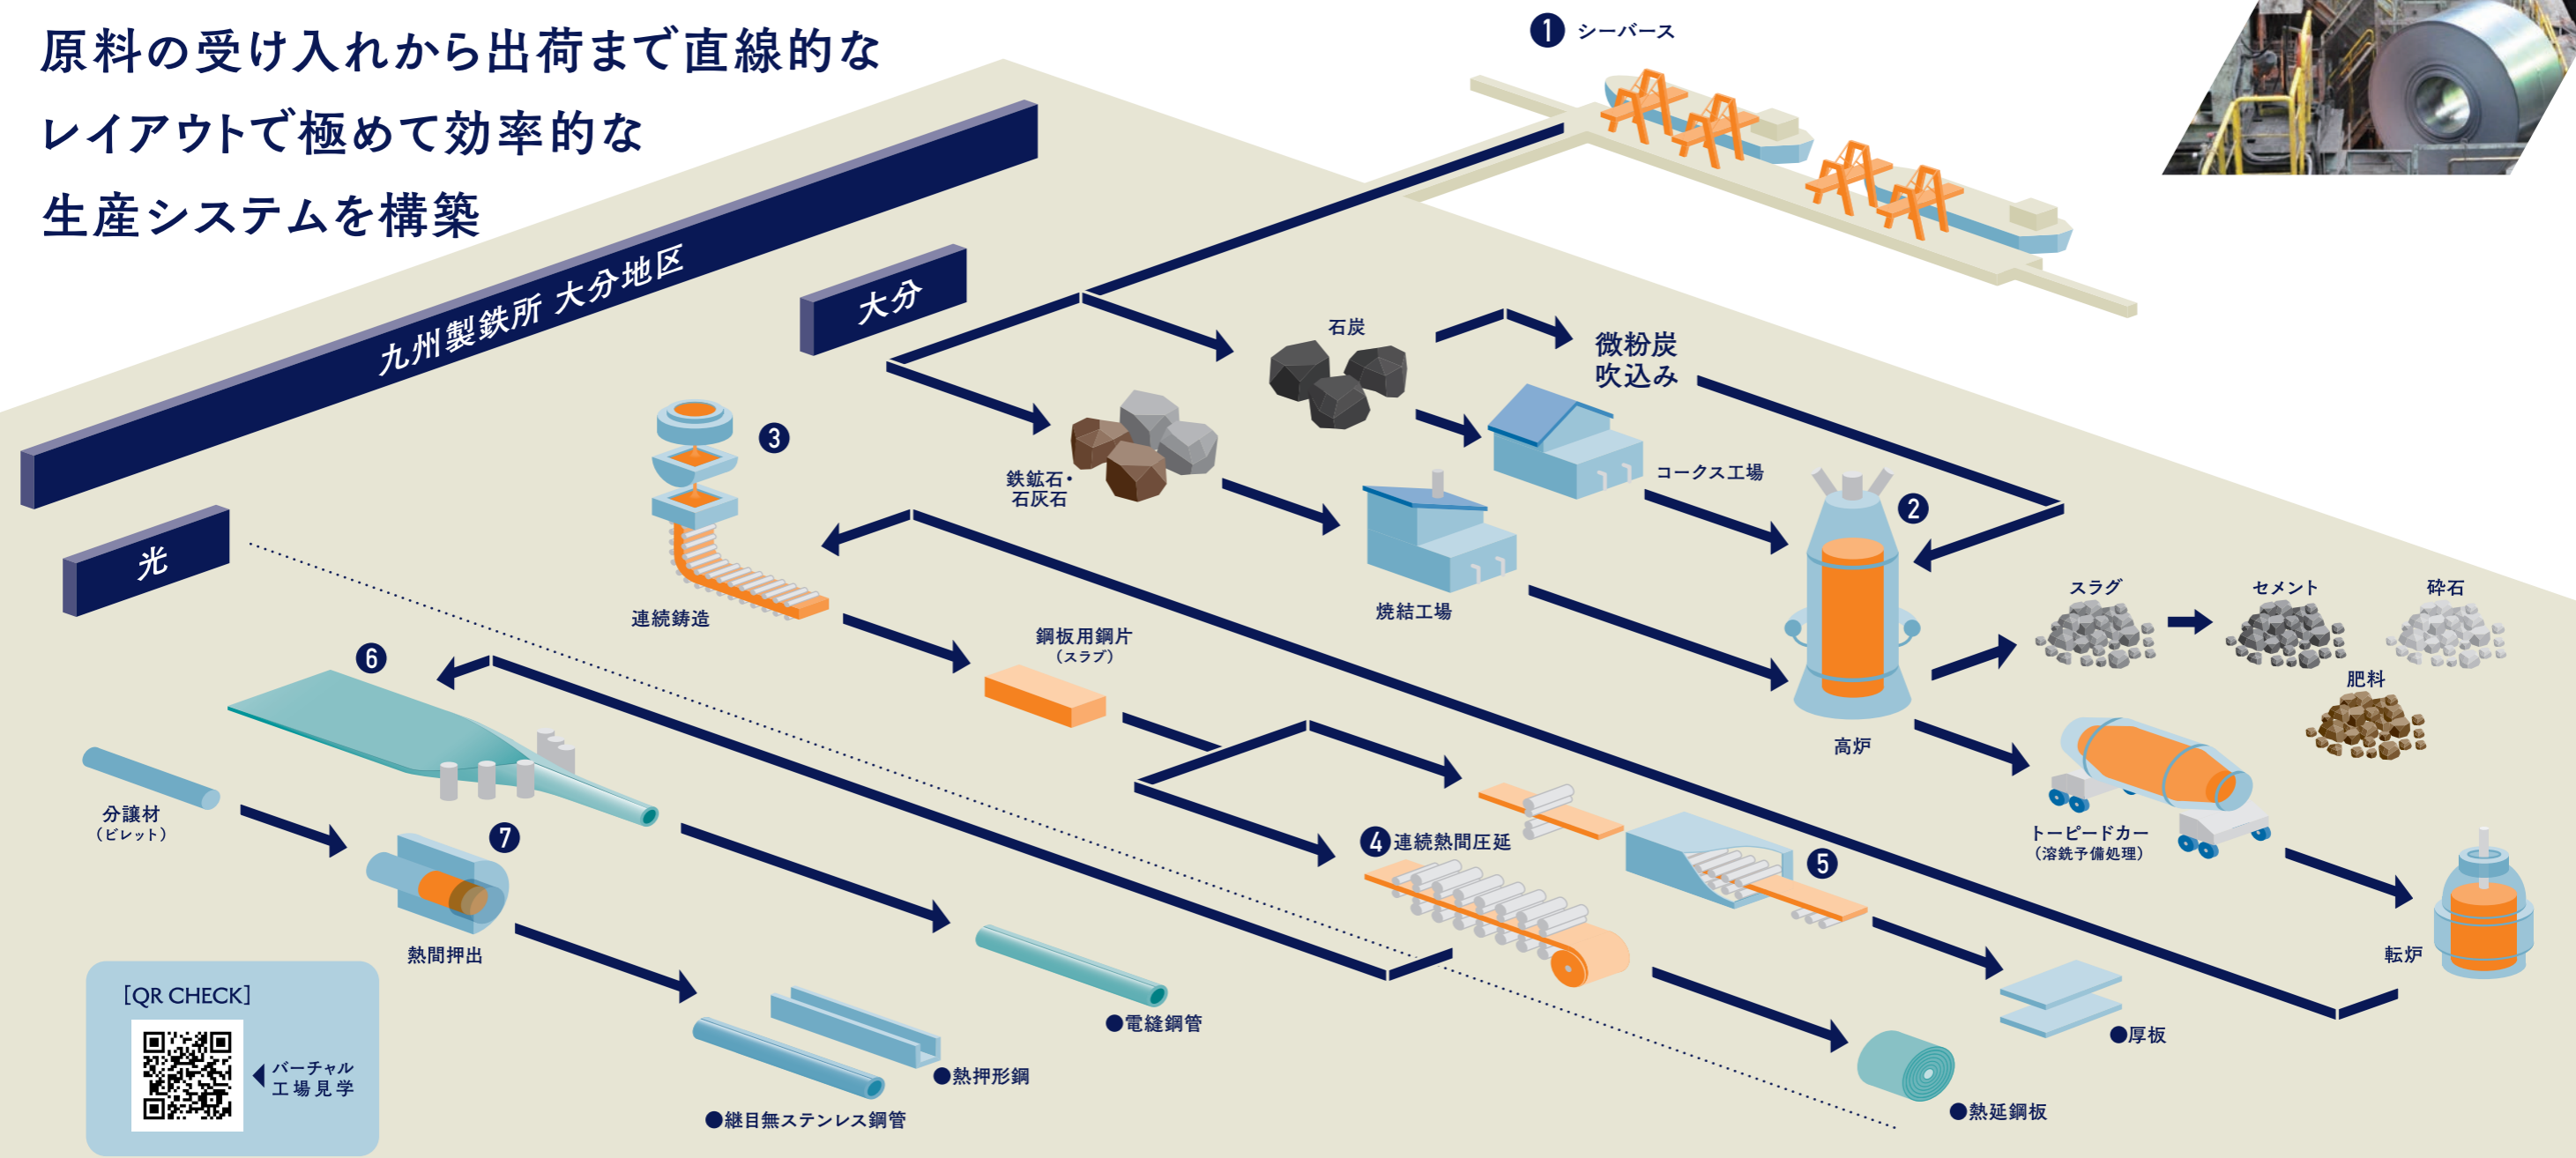 原料の受け入れから出荷まで直線的な
レイアウトで極めて効率的な
生産システムを構築
1 シーバース
九州製鉄所 大分地区
大分
石炭
微粉炭
吹込み
3
鉄鉱石・
石灰石
コークス工場
2
光
焼結工場
連続鋳造
スラグ
セメント
砕石
鋼板用鋼片
（スラブ）
6
肥料
高炉
分譲材
（ビレット）
7
4 連続熱間圧延
5
トーピードカー
（溶銑予備処理）
熱間押出
転炉
[QR CHECK]
バーチャル
工場見学
●電縫鋼管
●厚板
●熱押形鋼
●継目無ステンレス鋼管
●熱延鋼板